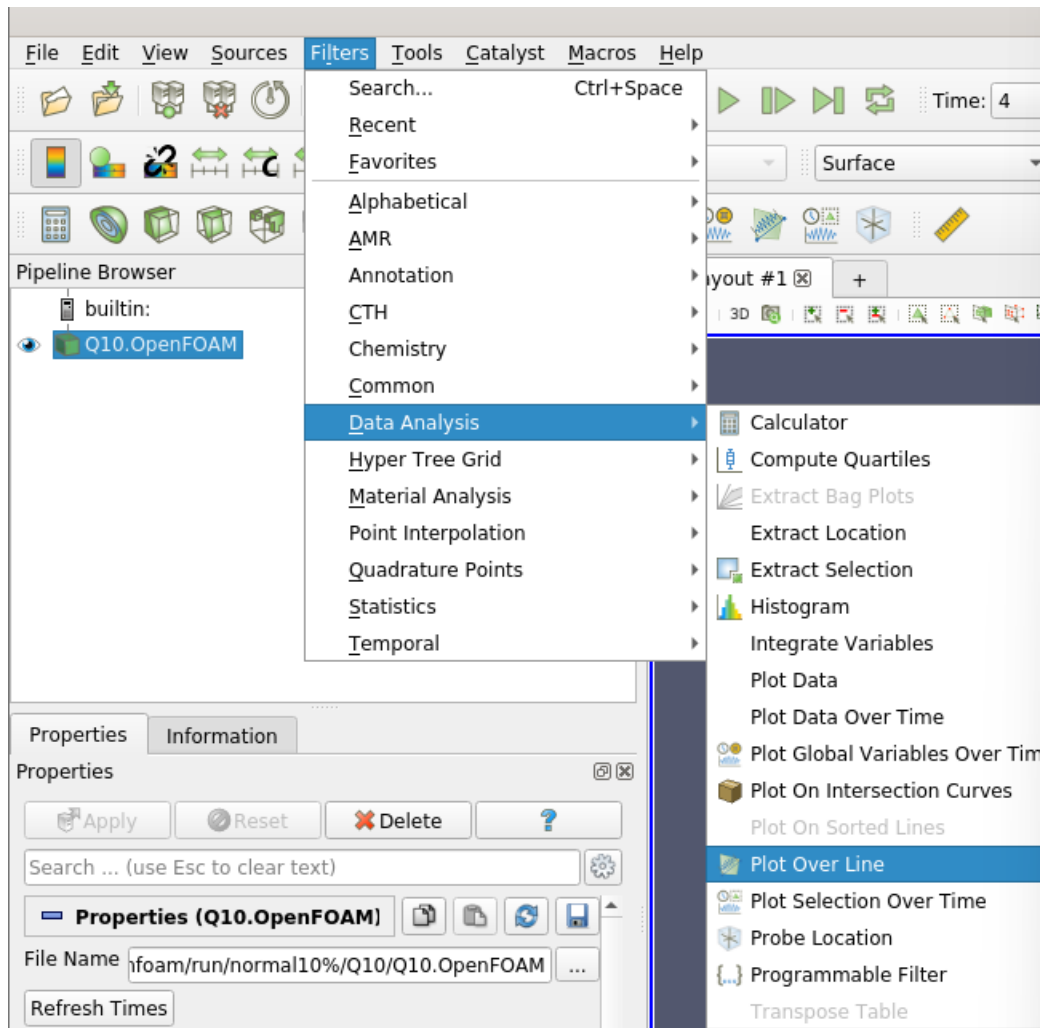 File Edit View Sources Filters Tools Catalyst Macros Help
Search... Ctrl+Space
Recent
Favorites
Alphabetical
AMR
Annotation
CTH
Chemistry
Common
Data Analysis
Hyper Tree Grid
Material Analysis
Point Interpolation
Quadrature Points
Statistics
Temporal
Time: 4
Surface
Pipeline Browser
builtin:
Q10.OpenFOAM
yout #1
+
3D
Calculator
Compute Quartiles
Extract Bag Plots
Extract Location
Extract Selection
Histogram
Integrate Variables
Plot Data
Plot Data Over Time
Plot Global Variables Over Tim
Plot On Intersection Curves
Plot On Sorted Lines
Plot Over Line
Plot Selection Over Time
Probe Location
{...} Programmable Filter
Transpose Table
Properties Information
Properties
Apply Reset Delete ?
Search ... (use Esc to clear text)
Properties (Q10.OpenFOAM)
File Name nfoam/run/normal10%/Q10/Q10.OpenFOAM ...
Refresh Times